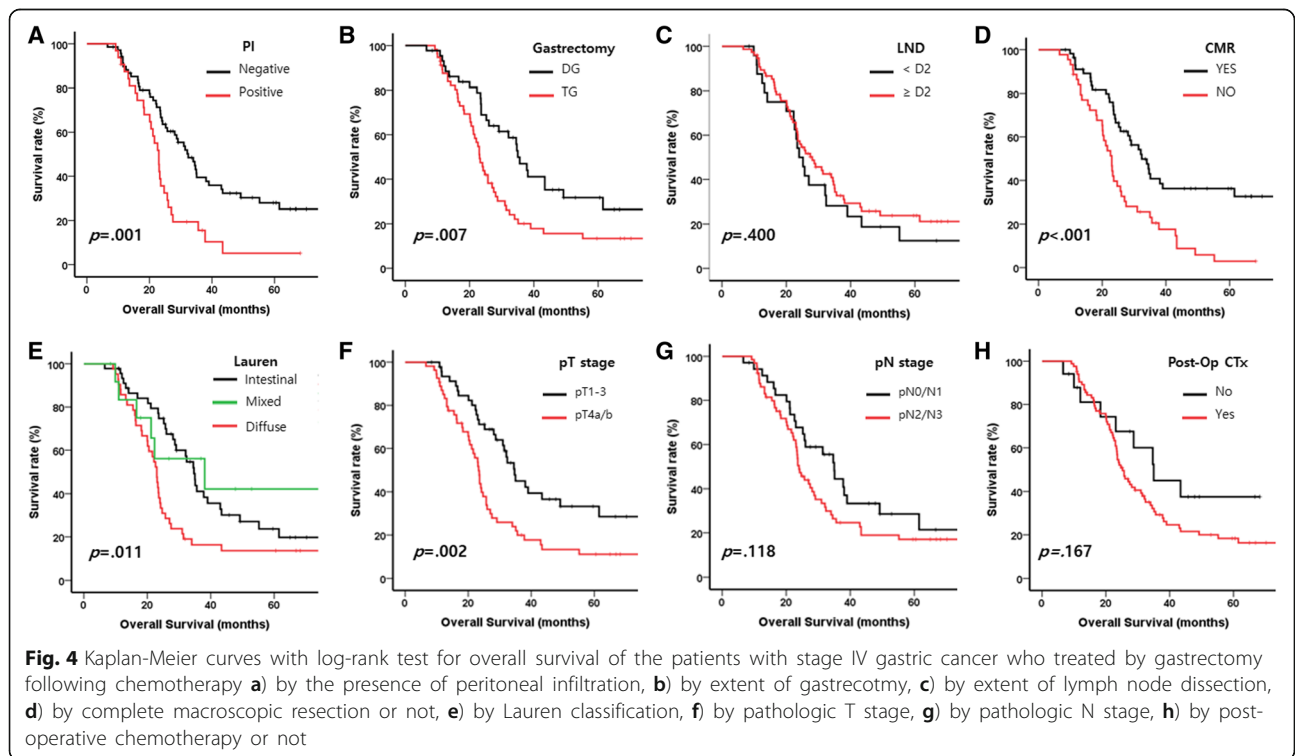 A
PI
Negative
Positive
Survival rate (%)
100
80
60
40
20
0
p=.001
0 20 40 60
Overall Survival (months)
B
Gastrectomy
DG
TG
Survival rate (%)
100
80
60
40
20
0
p=.007
0 20 40 60
Overall Survival (months)
C
LND
< D2
≥ D2
Survival rate (%)
100
80
60
40
20
0
p=.400
0 20 40 60
Overall Survival (months)
D
CMR
YES
NO
Survival rate (%)
100
80
60
40
20
0
p<.001
0 20 40 60
Overall Survival (months)
E
Lauren
Intestinal
Mixed
Diffuse
Survival rate (%)
100
80
60
40
20
0
p=.011
0 20 40 60
Overall Survival (months)
F
pT stage
pT1-3
pT4a/b
Survival rate (%)
100
80
60
40
20
0
p=.002
0 20 40 60
Overall Survival (months)
G
pN stage
pN0/N1
pN2/N3
Survival rate (%)
100
80
60
40
20
0
p=.118
0 20 40 60
Overall Survival (months)
H
Post-Op CTx
No
Yes
Survival rate (%)
100
80
60
40
20
0
p=.167
0 20 40 60
Overall Survival (months)
Fig. 4 Kaplan-Meier curves with log-rank test for overall survival of the patients with stage IV gastric cancer who treated by gastrectomy
following chemotherapy a) by the presence of peritoneal infiltration, b) by extent of gastrecotmy, c) by extent of lymph node dissection,
d) by complete macroscopic resection or not, e) by Lauren classification, f) by pathologic T stage, g) by pathologic N stage, h) by post-
operative chemotherapy or not